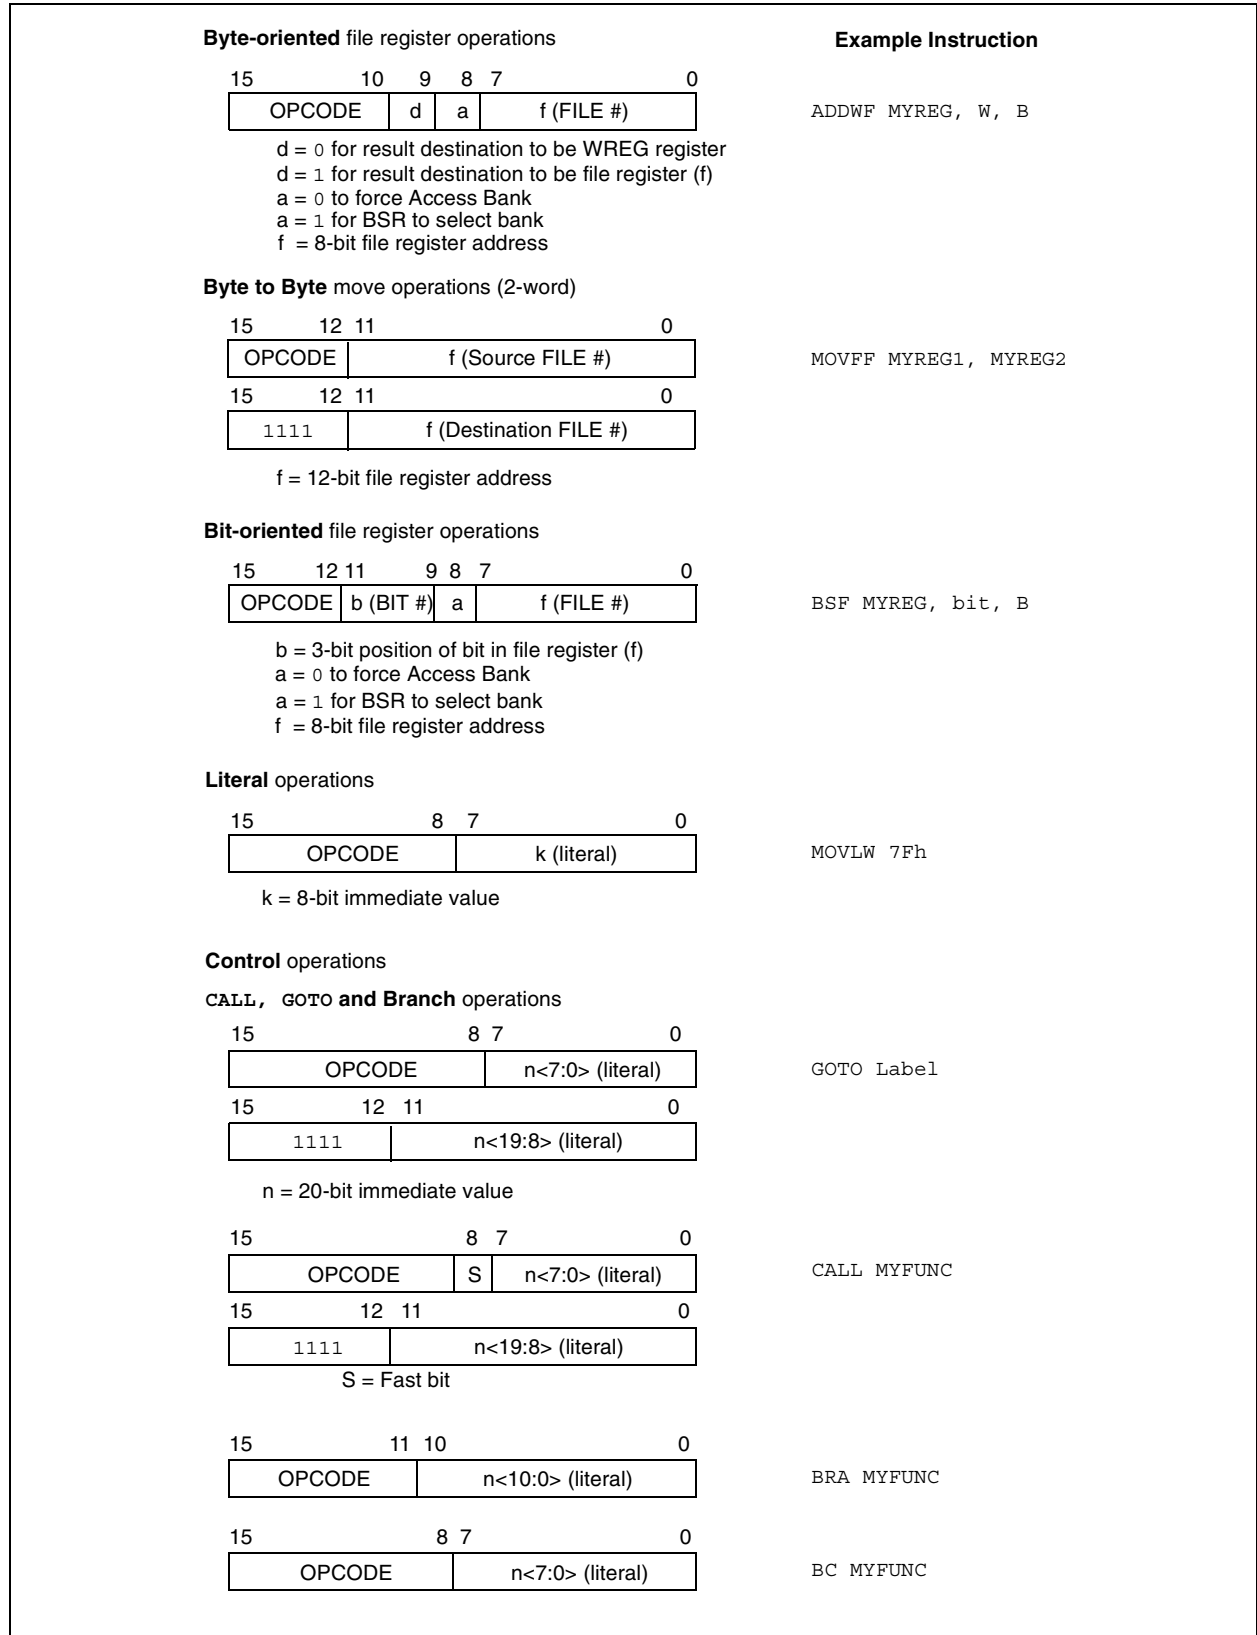 Byte-oriented file register operations Example Instruction
15 10 9 8 7 0
OPCODE d a f (FILE #) ADDWF MYREG, W, B
d = 0 for result destination to be WREG register
d = 1 for result destination to be file register (f)
a = 0 to force Access Bank
a = 1 for BSR to select bank
f = 8-bit file register address
Byte to Byte move operations (2-word)
15 12 11 0
OPCODE f (Source FILE #) MOVFF MYREG1, MYREG2
15 12 11 0
1111 f (Destination FILE #)
f = 12-bit file register address
Bit-oriented file register operations
15 12 11 9 8 7 0
OPCODE b (BIT #) a f (FILE #) BSF MYREG, bit, B
b = 3-bit position of bit in file register (f)
a = 0 to force Access Bank
a = 1 for BSR to select bank
f = 8-bit file register address
Literal operations
15 8 7 0
OPCODE k (literal) MOVLW 7Fh
k = 8-bit immediate value
Control operations
CALL, GOTO and Branch operations
15 8 7 0
OPCODE n<7:0> (literal) GOTO Label
15 12 11 0
1111 n<19:8> (literal)
n = 20-bit immediate value
15 8 7 0
OPCODE S n<7:0> (literal) CALL MYFUNC
15 12 11 0
1111 n<19:8> (literal)
S = Fast bit
15 11 10 0
OPCODE n<10:0> (literal) BRA MYFUNC
15 8 7 0
OPCODE n<7:0> (literal) BC MYFUNC